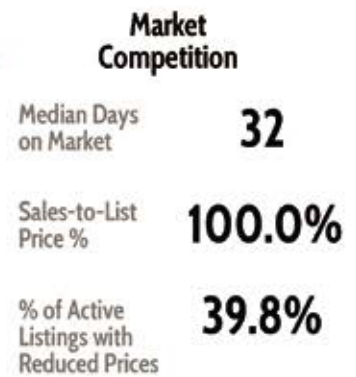 Market
Competition
Median Days
on Market
32
Sales-to-List
Price %
100.0%
% of Active
Listings with
Reduced Prices
39.8%